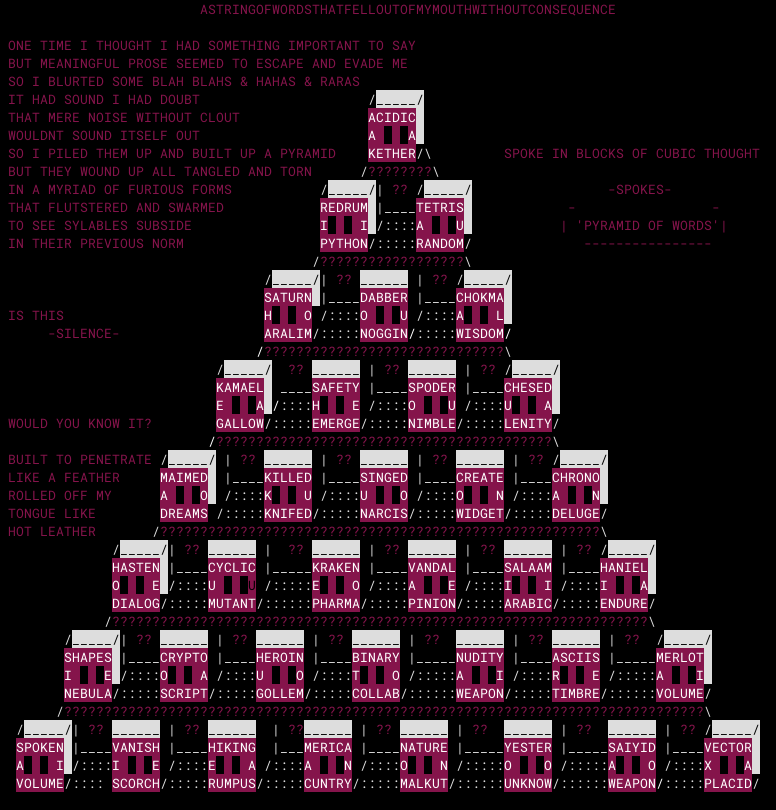 ASTRINGOFWORDSTHATFELLOUTOFMYMOUTHWITHOUTCONSEQUENCE
ONE TIME I THOUGHT I HAD SOMETHING IMPORTANT TO SAY
BUT MEANINGFUL PROSE SEEMED TO ESCAPE AND EVADE ME
SO I BLURTED SOME BLAH BLAHS & HAHAS & RARAS
IT HAD SOUND I HAD DOUBT
THAT MERE NOISE WITHOUT CLOUT
WOULDNT SOUND ITSELF OUT
SO I PILED THEM UP AND BUILT UP A PYRAMID
BUT THEY WOUND UP ALL TANGLED AND TORN
IN A MYRIAD OF FURIOUS FORMS
THAT FLUTSTERED AND SWARMED
TO SEE SYLABLES SUBSIDE
IN THEIR PREVIOUS NORM
IS THIS
-SILENCE-
WOULD YOU KNOW IT?
BUILT TO PENETRATE
LIKE A FEATHER
ROLLED OFF MY
TONGUE LIKE
HOT LEATHER
SPOKE IN BLOCKS OF CUBIC THOUGHT
-SPOKES-
| 'PYRAMID OF WORDS'|
ACIDIC
A A
KETHER
REDRUM ?? TETRIS
I I A U
PYTHON RANDOM
SATURN DABBER CHOKMA
H O O U A L
ARALIM NOGGIN WISDOM
KAMAEL SAFETY SPODER CHESED
E A H E O U U A
GALLOW EMERGE NIMBLE LENITY
MAIMED KILLED SINGED CREATE CHRONO
A O K U U O O N A N
DREAMS KNIFED NARCIS WIDGET DELUGE
HASTEN CYCLIC KRAKEN VANDAL SALAAM HANIEL
O E U U E O A E I I I A
DIALOG MUTANT PHARMA PINION ARABIC ENDURE
SHAPES CRYPTO HEROIN BINARY NUDITY ASCIIS MERLOT
I E O A U O T O A I R E A I
NEBULA SCRIPT GOLLEM COLLAB WEAPON TIMBRE VOLUME
SPOKEN VANISH HIKING MERICA NATURE YESTER SAIYID VECTOR
A I I E E A A N O N O O A O X A
VOLUME SCORCH RUMPUS CUNTRY MALKUT UNKNOW WEAPON PLACID